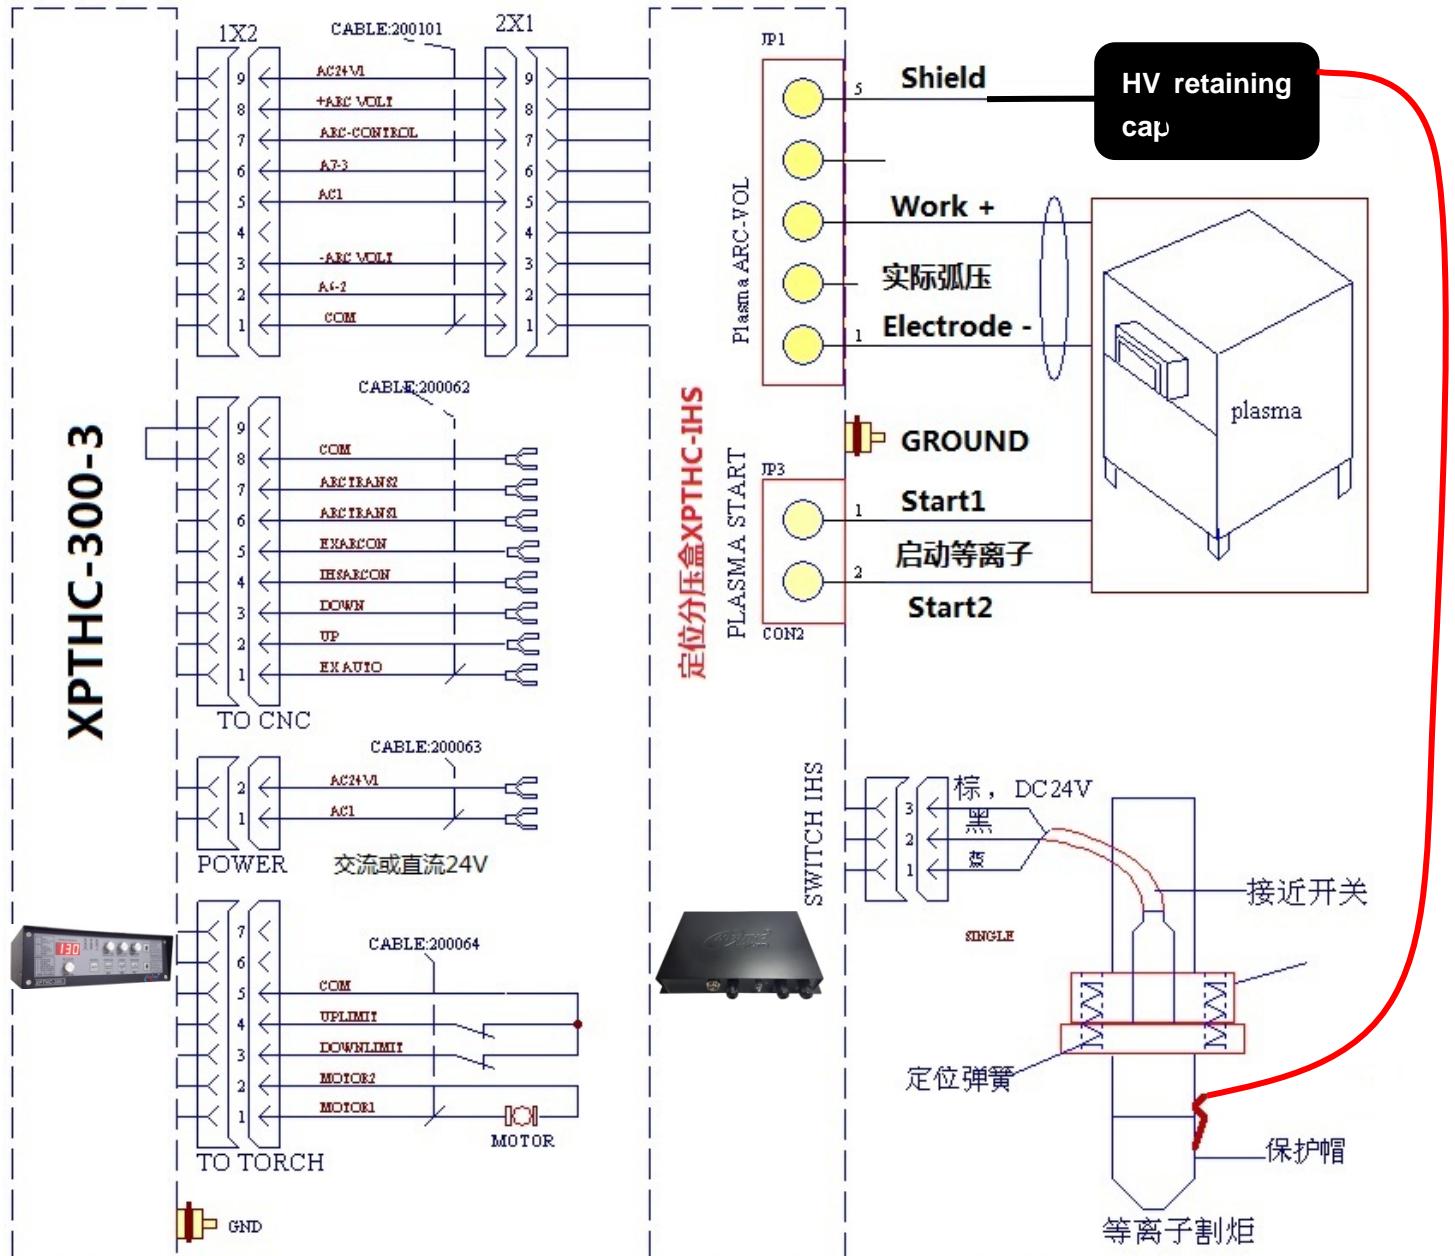 XPTHC-300-3
1X2
CABLE:200101
2X1
9
AC24V1
9
8
+ARC VOLT
8
7
ARC-CONTROL
7
6
A7-3
6
5
AC1
5
4
4
3
-ARC VOLT
3
2
A6-2
2
1
COM
1
CABLE:200062
9
8
COM
7
ARCTRANS2
6
ARCTRANS1
5
EXARCON
4
IHSARCON
3
DOWN
2
UP
1
EXAUTO
TO CNC
CABLE:200063
2
AC24V1
1
AC1
POWER
交流或直流24V
CABLE:200064
7
6
5
COM
4
UPLIMIT
3
DOWNLIMIT
2
MOTOR2
1
MOTOR1
MOTOR
TO TORCH
GND
130
定位分压盒XPTHC-IHS
JP1
Plasma ARC-VOL
5
Shield
HV retaining
cap
Work +
实际弧压
1
Electrode -
plasma
GROUND
JP3
PLASMA START
1
Start1
启动等离子
2
Start2
CON2
SWITCH IHS
3
棕，DC24V
2
黑
1
SINGLE
接近开关
定位弹簧
保护帽
等离子割炬